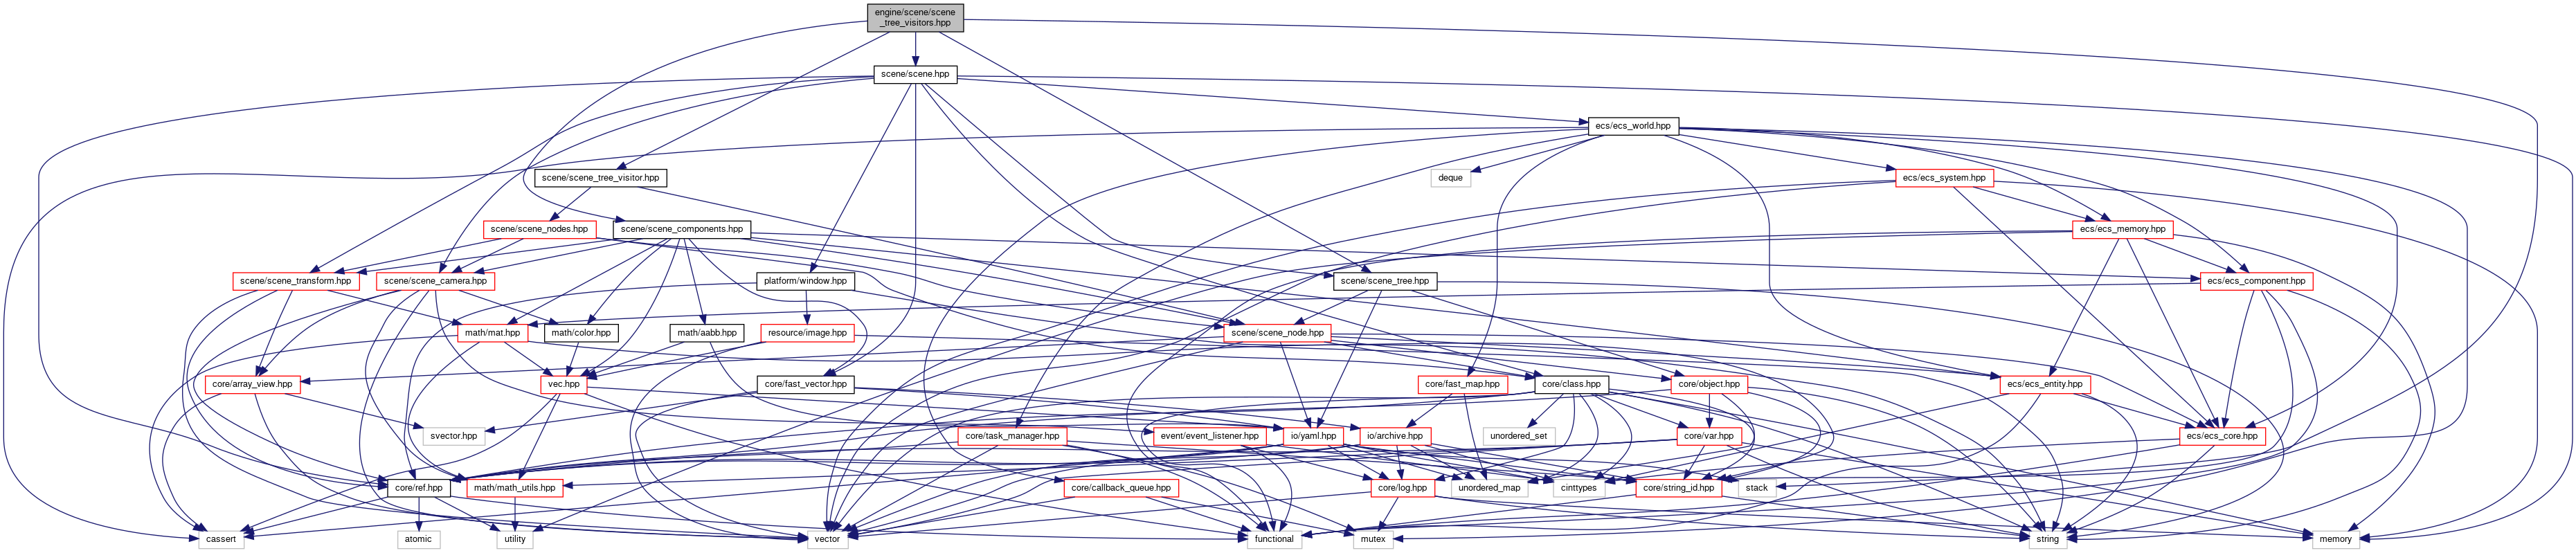 engine/scene/scene
_tree_visitors.hpp
scene/scene.hpp
ecs/ecs_world.hpp
scene/scene_tree_visitor.hpp
deque
ecs/ecs_system.hpp
scene/scene_nodes.hpp
scene/scene_components.hpp
ecs/ecs_memory.hpp
scene/scene_transform.hpp
scene/scene_camera.hpp
platform/window.hpp
scene/scene_tree.hpp
ecs/ecs_component.hpp
math/mat.hpp
math/color.hpp
math/aabb.hpp
resource/image.hpp
scene/scene_node.hpp
core/array_view.hpp
vec.hpp
core/fast_vector.hpp
core/fast_map.hpp
core/class.hpp
core/object.hpp
ecs/ecs_entity.hpp
svector.hpp
core/task_manager.hpp
event/event_listener.hpp
io/yaml.hpp
io/archive.hpp
unordered_set
core/var.hpp
ecs/ecs_core.hpp
core/ref.hpp
math/math_utils.hpp
core/callback_queue.hpp
core/log.hpp
unordered_map
cinttypes
core/string_id.hpp
stack
cassert
atomic
utility
vector
functional
mutex
string
memory